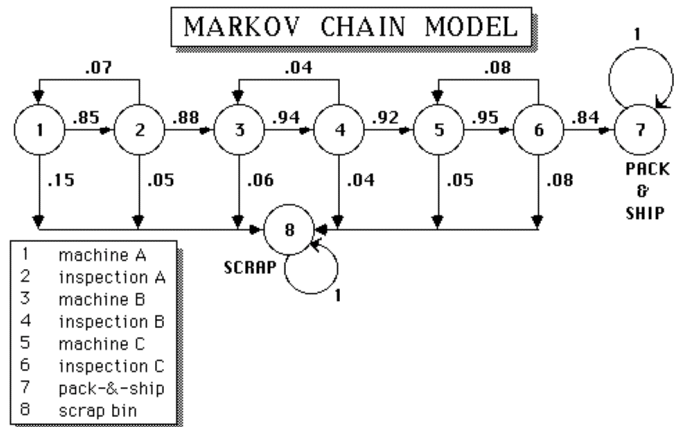 MARKOV CHAIN MODEL
1
.07 .04 .08
1 .85 2 .88 3 .94 4 .92 5 .95 6 .84 7
.15 .05 .06 .04 .05 .08
PACK
&
SHIP
8
SCRAP
1
1 machine A
2 inspection A
3 machine B
4 inspection B
5 machine C
6 inspection C
7 pack-&-ship
8 scrap bin